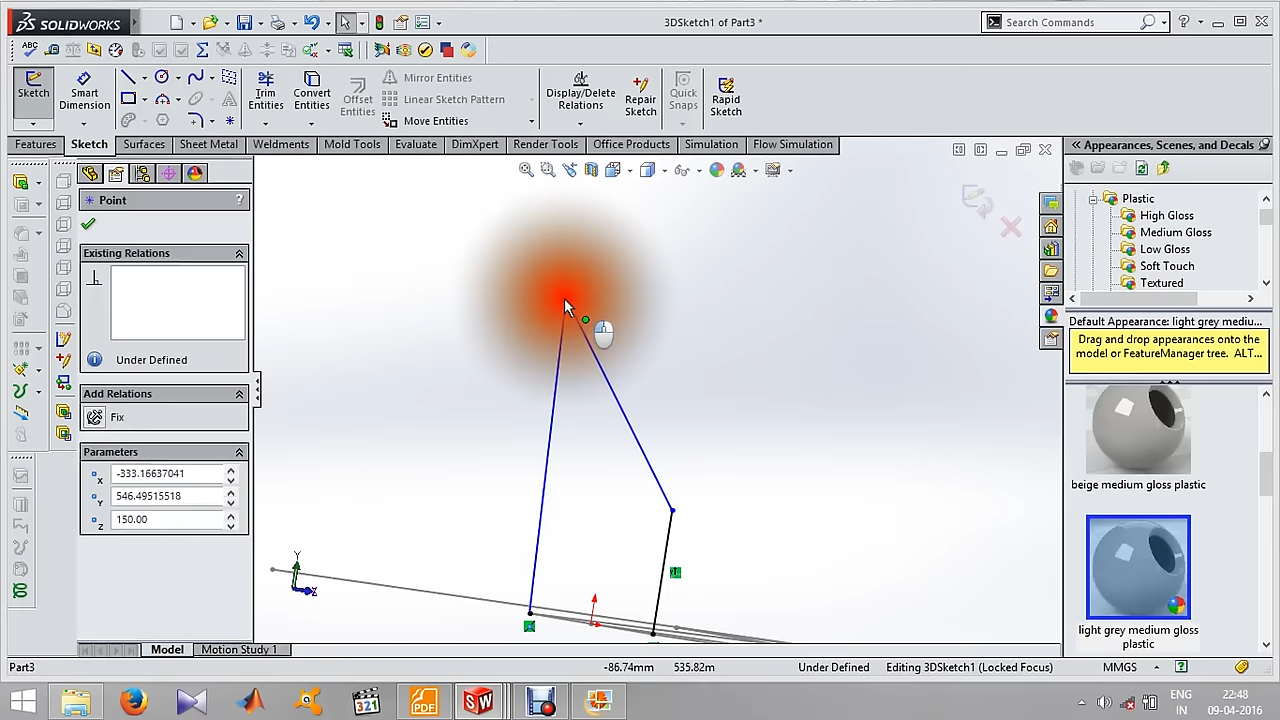 SOLIDWORKS
3DSketch1 of Part3 *
Search Commands
ABC
Sketch
Smart
Dimension
Trim
Entities
Convert
Entities
Offset
Entities
Mirror Entities
Linear Sketch Pattern
Move Entities
Display/Delete
Relations
Repair
Sketch
Quick
Snaps
Rapid
Sketch
Features
Sketch
Surfaces
Sheet Metal
Weldments
Mold Tools
Evaluate
DimXpert
Render Tools
Office Products
Simulation
Flow Simulation
Appearances, Scenes, and Decals
Point
?
Existing Relations
Under Defined
Add Relations
Fix
Parameters
X
-333.16637041
Y
546.49515518
Z
150.00
Y
Z
Plastic
High Gloss
Medium Gloss
Low Gloss
Soft Touch
Textured
Default Appearance: light grey mediu...
Drag and drop appearances onto the
model or FeatureManager tree. ALT...
beige medium gloss plastic
light grey medium gloss
plastic
Model
Motion Study 1
Part3
-86.74mm
535.82m
Under Defined
Editing 3DSketch1 (Locked Focus)
MMGS
?
321
PDF
SW
ENG
IN
22:48
09-04-2016